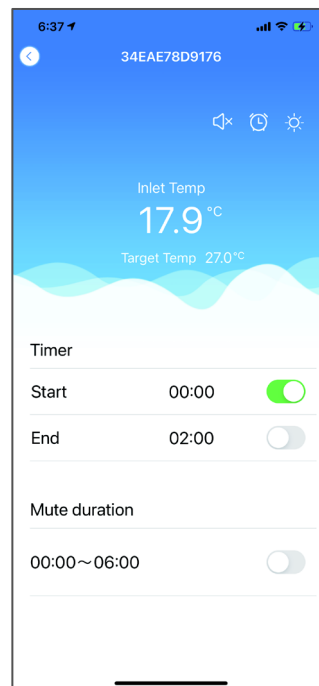 6:37
34EAE78D9176
Inlet Temp
17.9°C
Target Temp 27.0°C
Timer
Start 00:00
End 02:00
Mute duration
00:00～06:00